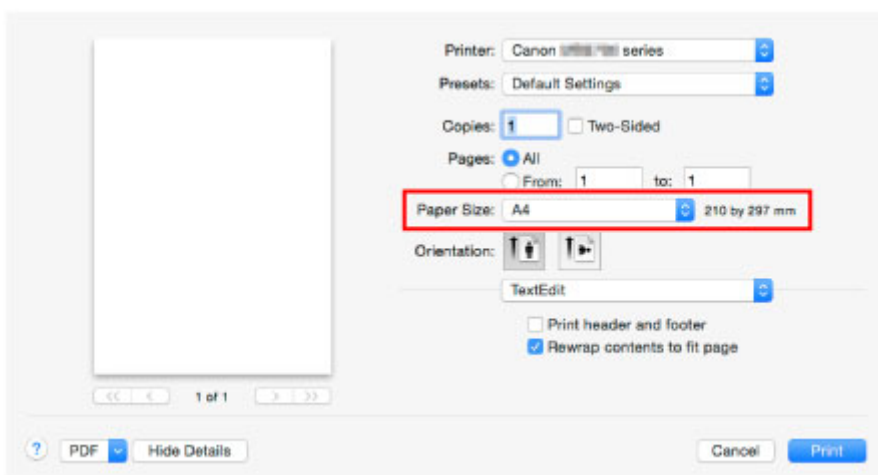 Printer: Canon series
Presets: Default Settings
Copies: 1 Two-Sided
Pages: All
From: 1 to: 1
Paper Size: A4 210 by 297 mm
Orientation:
TextEdit
Print header and footer
Rewrap contents to fit page
<< < 1 of 1 > >>
? PDF Hide Details Cancel Print